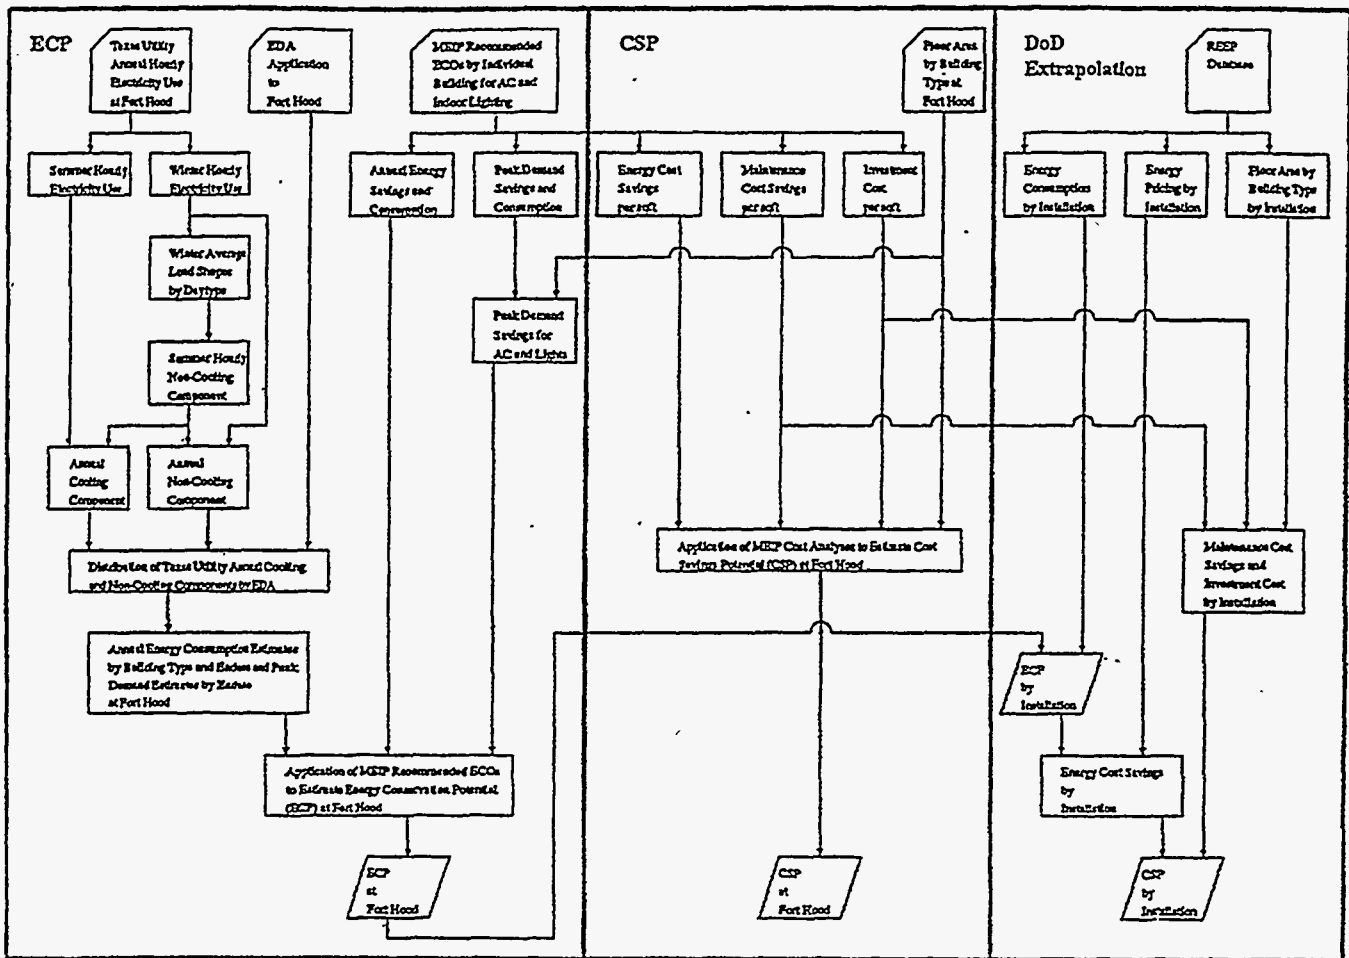 ECP
Texas Utility
Annual Hourly
Electricity Use
at Fort Hood
EDA
Application
to
Fort Hood
MEIP Recommended
ECOs by Individual
Building for AC and
Indoor Lighting
CSP
Floor Area
by Building
Type at
Fort Hood
DoD
Extrapolation
REEP
Database
Summer Hourly
Electricity Use
Winter Hourly
Electricity Use
Annual Energy
Savings and
Consumption
Peak Demand
Savings and
Consumption
Energy Cost
Savings
per sqft
Maintenance
Cost Savings
per sqft
Investment
Cost
per sqft
Energy
Consumption
by Installation
Energy
Pricing by
Installation
Floor Area by
Building Type
by Installation
Winter Average
Load Shapes
by Daytype
Peak Demand
Savings for
AC and Lights
Summer Hourly
Non-Cooling
Component
Annual
Cooling
Component
Annual
Non-Cooling
Component
Distribution of Texas Utility Annual Cooling
and Non-Cooling Components by EDA
Application of MEIP Cost Analyses to Estimate Cost
Savings Potential (CSP) at Fort Hood
Maintenance Cost
Savings and
Investment Cost
by Installation
Annual Energy Consumption Estimates
by Building Type and Enduse and Peak
Demand Estimates by Enduse
at Fort Hood
ECP
by
Installation
Application of MEIP Recommended ECOs
to Estimate Energy Conservation Potential
(ECP) at Fort Hood
Energy Cost Savings
by
Installation
ECP
at
Fort Hood
CSP
at
Fort Hood
CSP
by
Installation